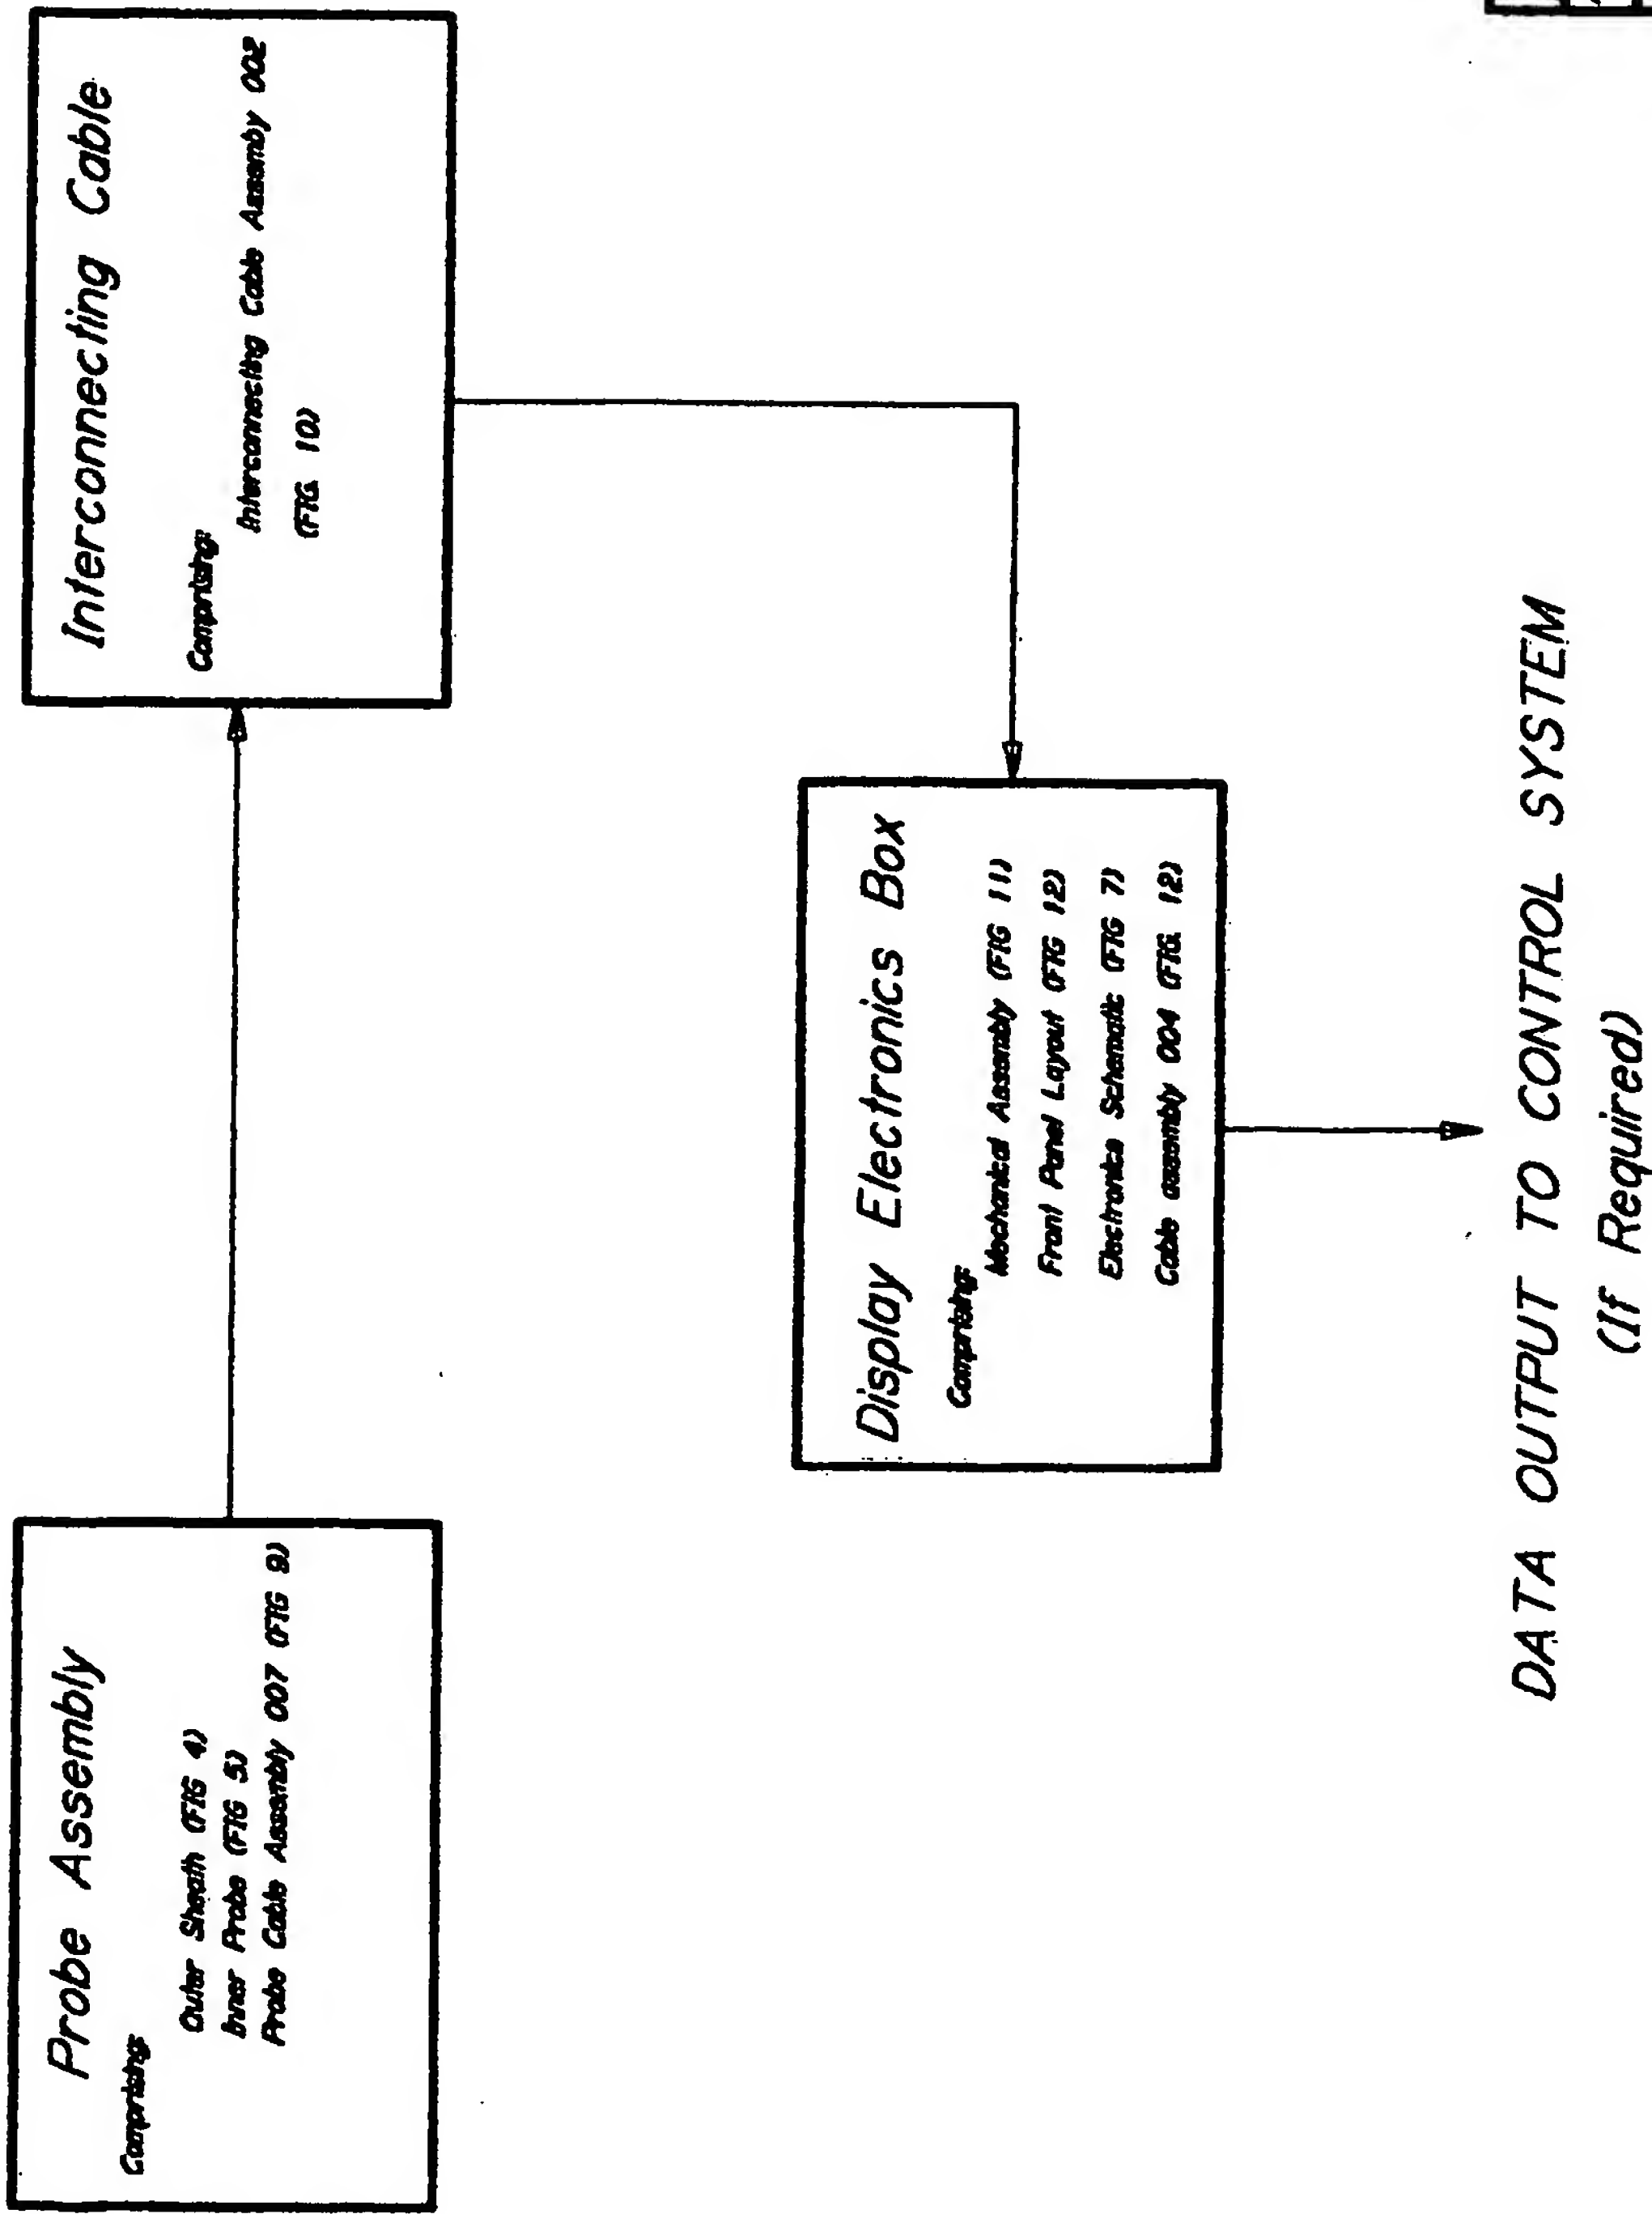 Probe Assembly
Comprising:
Outer Sheath (FIG 4)
Inner Probe (FIG 5)
Probe Cable Assembly 007 (FIG 9)
Interconnecting Cable
Comprising:
Interconnecting Cable Assemby 002
(FIG. 10)
Display Electronics Box
Comprising:
Mechanical Assembly (FIG 11)
Front Panel Layout (FIG 12)
Electronics Schematic (FIG 7)
Cable assembly 004 (FIG. 12)
DATA OUTPUT TO CONTROL SYSTEM
(If Required)